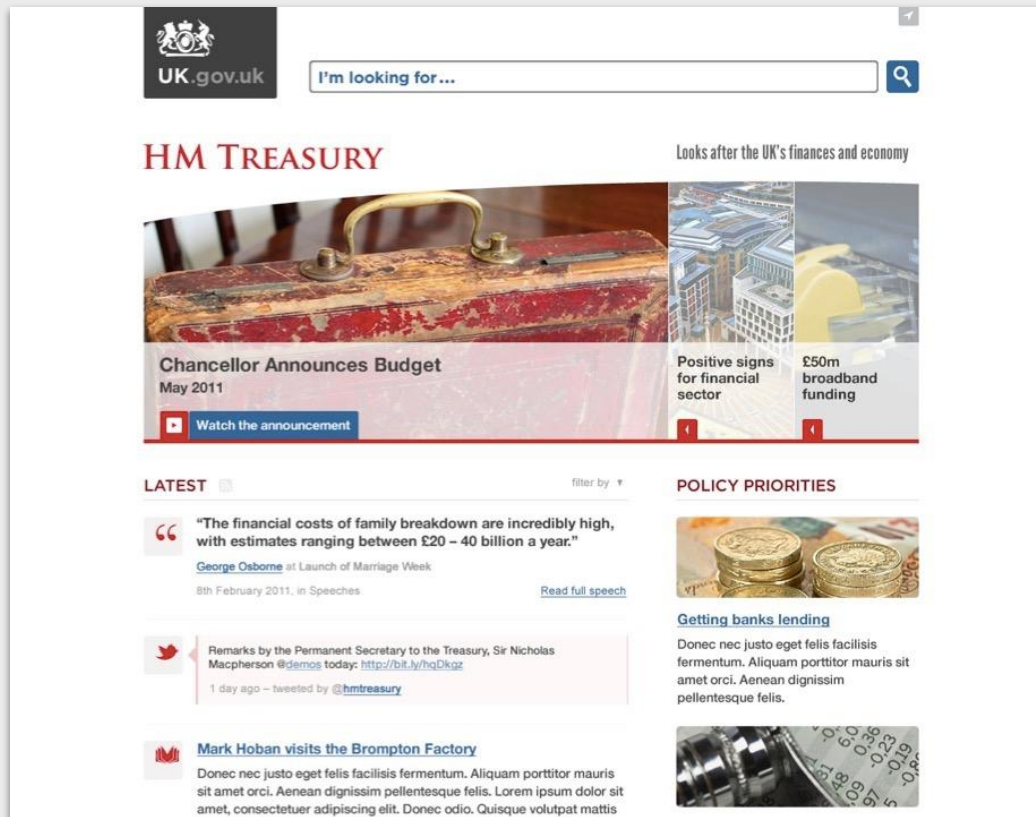 UK.gov.uk
I'm looking for...
HM TREASURY
Looks after the UK's finances and economy
Chancellor Announces Budget
May 2011
Watch the announcement
Positive signs
for financial
sector
£50m
broadband
funding
LATEST
filter by
“The financial costs of family breakdown are incredibly high,
with estimates ranging between £20 – 40 billion a year.”
George Osborne at Launch of Marriage Week
8th February 2011, in Speeches
Read full speech
Remarks by the Permanent Secretary to the Treasury, Sir Nicholas
Macpherson @demos today: http://bit.ly/hqDkgz
1 day ago – tweeted by @hmtreasury
Mark Hoban visits the Brompton Factory
Donec nec justo eget felis facilisis fermentum. Aliquam porttitor mauris
sit amet orci. Aenean dignissim pellentesque felis. Lorem ipsum dolor sit
amet, consectetuer adipiscing elit. Donec odio. Quisque volutpat mattis
POLICY PRIORITIES
Getting banks lending
Donec nec justo eget felis facilisis
fermentum. Aliquam porttitor mauris sit
amet orci. Aenean dignissim
pellentesque felis.